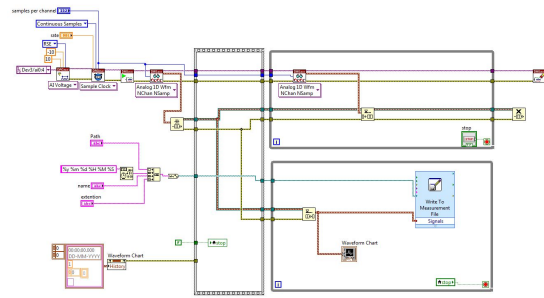 samples per channel
Continuous Samples
rate
RSE
-10
10
Dev3/ai0:4
AI Voltage
Sample Clock
Analog 1D Wfm
NChan NSamp
Analog 1D Wfm
NChan NSamp
stop
i
Path
%y %m %d %H %M %S
name
extention
Write To
Measurement
File
Signals
Waveform Chart
F
stop
Waveform Chart
History
0
0
00:00:00.000
DD-MM-YYYY
stop
i